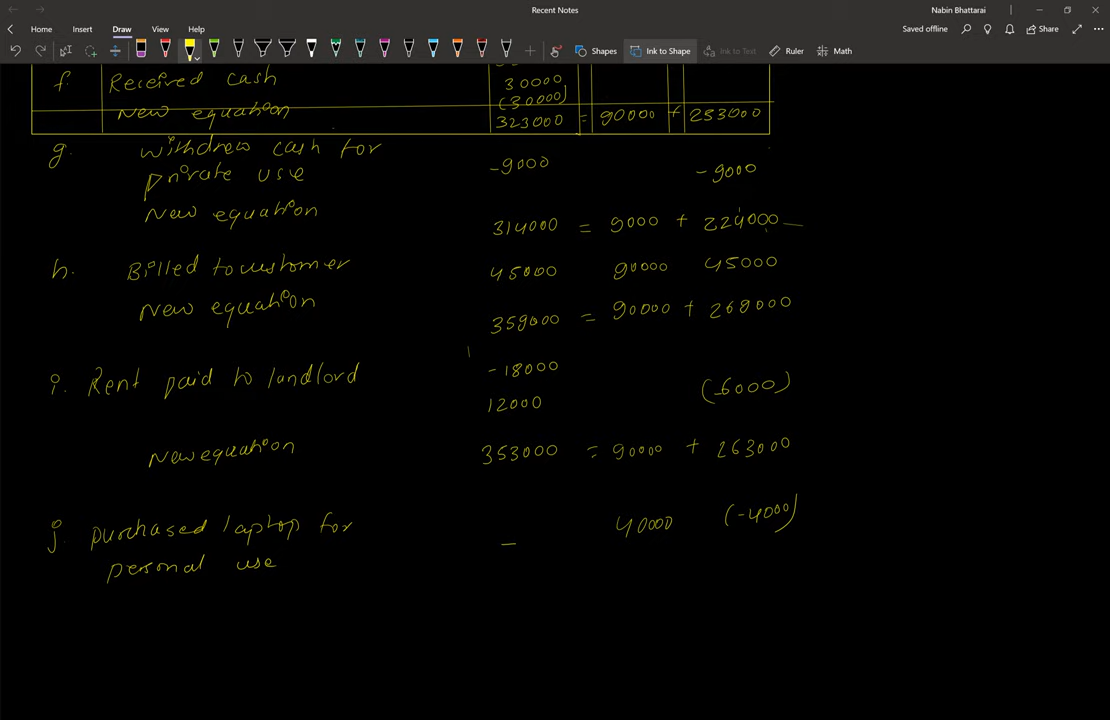 Recent Notes
Nabin Bhattarai
Home Insert Draw View Help
Saved offline
Share
Shapes
Ink to Shape
Ink to Text
Ruler
Math
f. Received cash 30000
(30000)
New equation 323000 = 90000 + 233000
g. withdrew cash for
private use -9000 -9000
New equation 314000 = 9000 + 224000
h. Billed to customer 45000 90000 45000
New equation 359000 = 90000 + 268000
i. Rent paid to landlord -18000
12000 (-6000)
New equation 353000 = 90000 + 263000
j. purchased laptop for
personal use - 40000 (-4000)